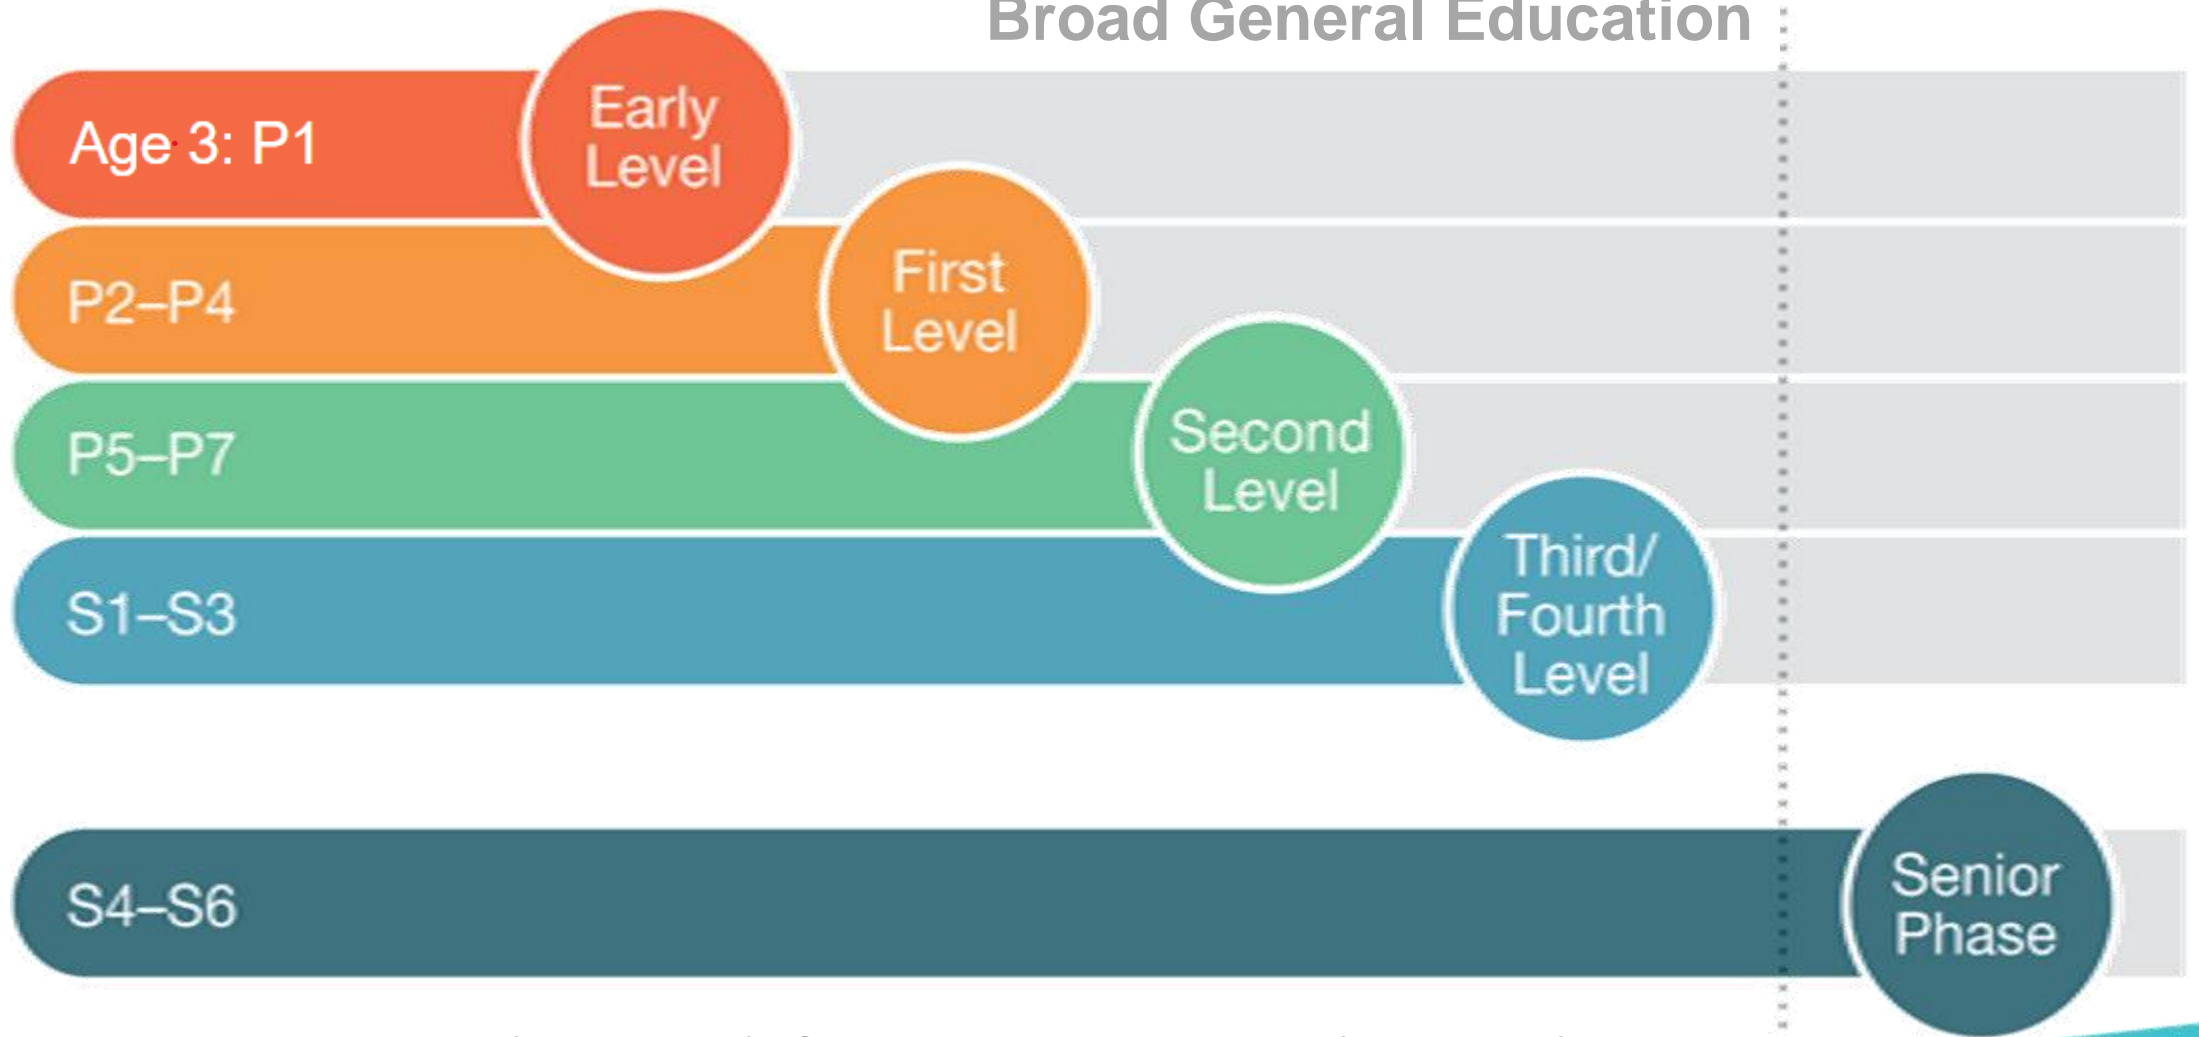 Broad General Education
Age 3: P1
Early
Level
P2–P4
First
Level
P5–P7
Second
Level
S1–S3
Third/
Fourth
Level
S4–S6
Senior
Phase